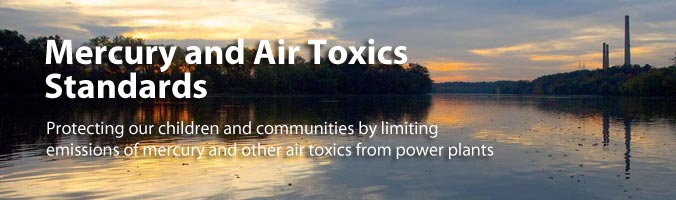 Mercury and Air Toxics
Standards
Protecting our children and communities by limiting
emissions of mercury and other air toxics from power plants